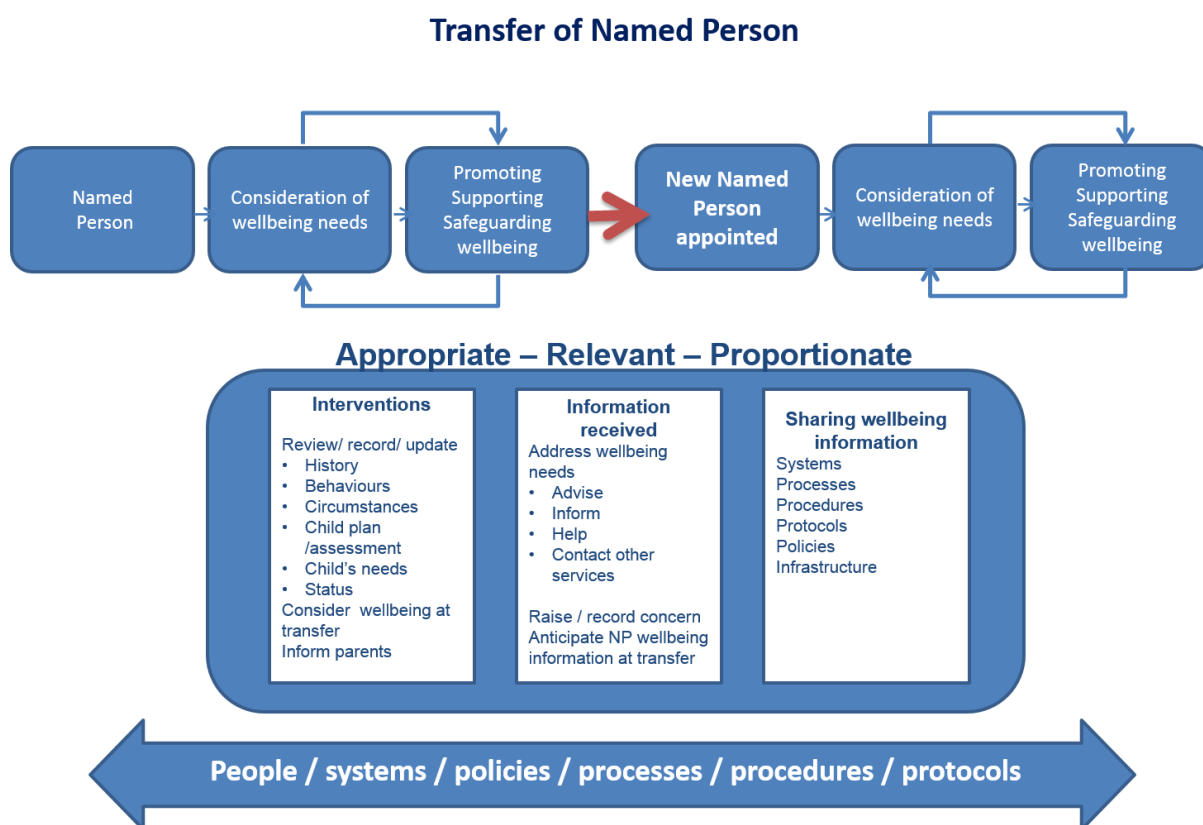 Transfer of Named Person
Named
Person
Consideration of
wellbeing needs
Promoting
Supporting
Safeguarding
wellbeing
New Named
Person
appointed
Consideration of
wellbeing needs
Promoting
Supporting
Safeguarding
wellbeing
Appropriate – Relevant – Proportionate
Interventions
Review/ record/ update
• History
• Behaviours
• Circumstances
• Child plan
/assessment
• Child's needs
• Status
Consider wellbeing at
transfer
Inform parents
Information
received
Address wellbeing
needs
• Advise
• Inform
• Help
• Contact other
services
Raise / record concern
Anticipate NP wellbeing
information at transfer
Sharing wellbeing
information
Systems
Processes
Procedures
Protocols
Policies
Infrastructure
People / systems / policies / processes / procedures / protocols